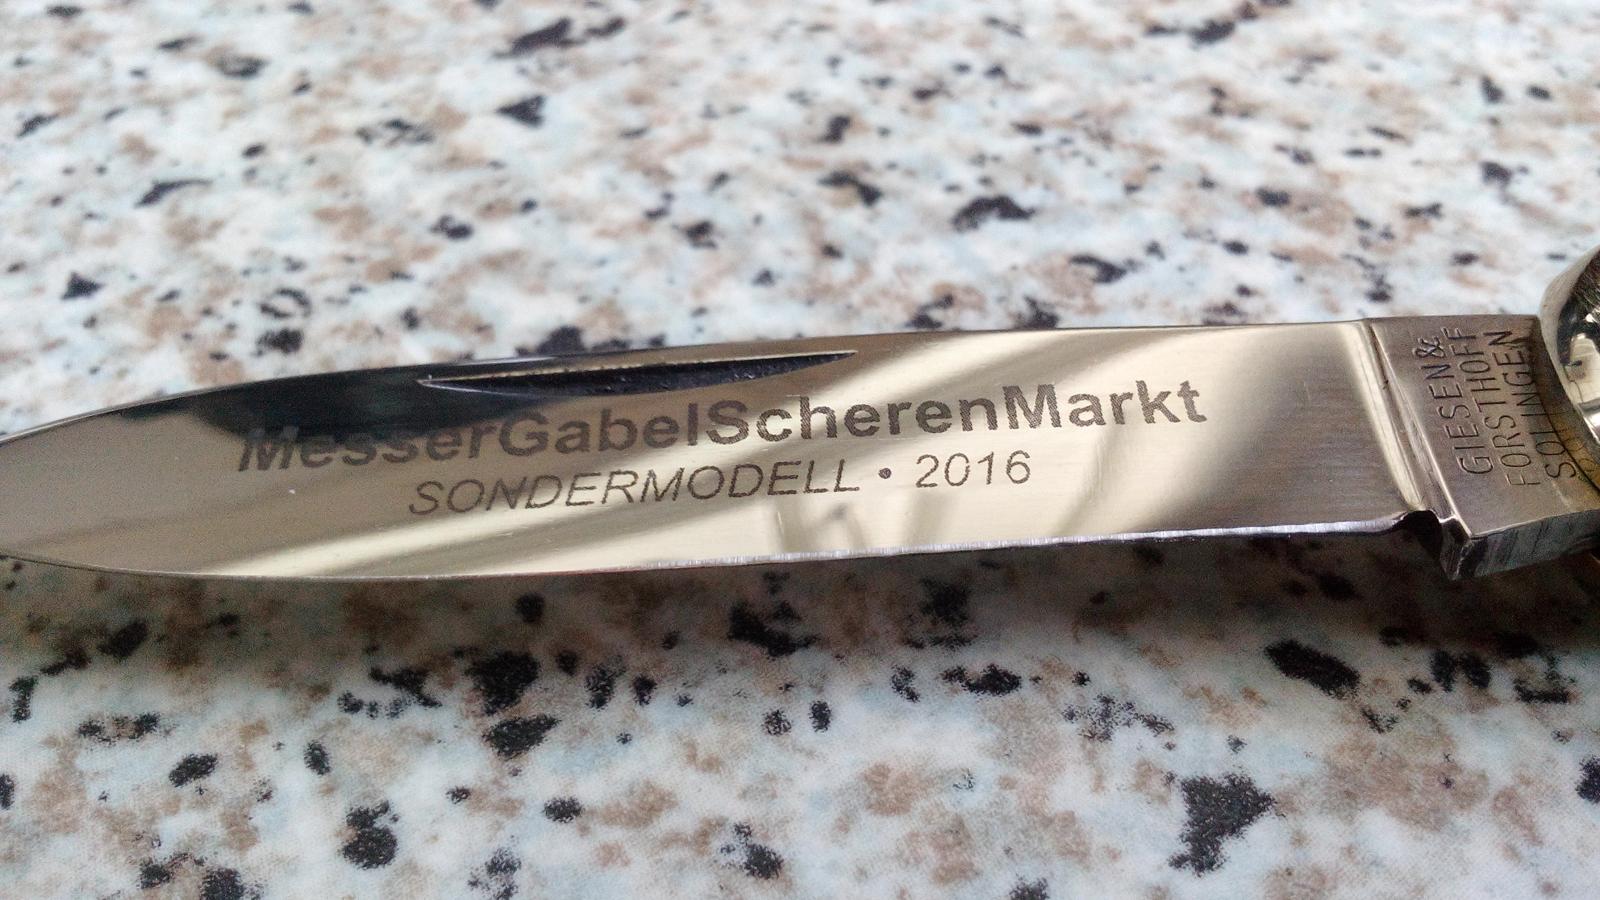 MesserGabelScherenMarkt
SONDERMODELL • 2016
GIESEN &
FORSTHOFF
SOLINGEN